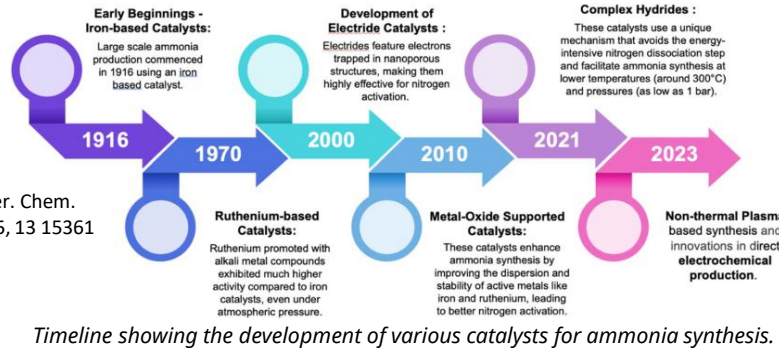 Early Beginnings -
Iron-based Catalysts:
Large scale ammonia
production commenced
in 1916 using an iron
based catalyst.
Development of
Electride Catalysts :
Electrides feature electrons
trapped in nanoporous
structures, making them
highly effective for nitrogen
activation.
Complex Hydrides :
These catalysts use a unique
mechanism that avoids the energy-
intensive nitrogen dissociation step
and facilitate ammonia synthesis at
lower temperatures (around 300°C)
and pressures (as low as 1 bar).
1916
1970
2000
2010
2021
2023
Chem.
13 15361
Ruthenium-based
Catalysts:
Ruthenium promoted with
alkali metal compounds
exhibited much higher
activity compared to iron
catalysts, even under
atmospheric pressure.
Metal-Oxide Supported
Catalysts:
These catalysts enhance
ammonia synthesis by
improving the dispersion and
stability of active metals like
iron and ruthenium, leading
to better nitrogen activation.
Non-thermal Plasma
based synthesis and
innovations in direct
electrochemical
production.
Timeline showing the development of various catalysts for ammonia synthesis.